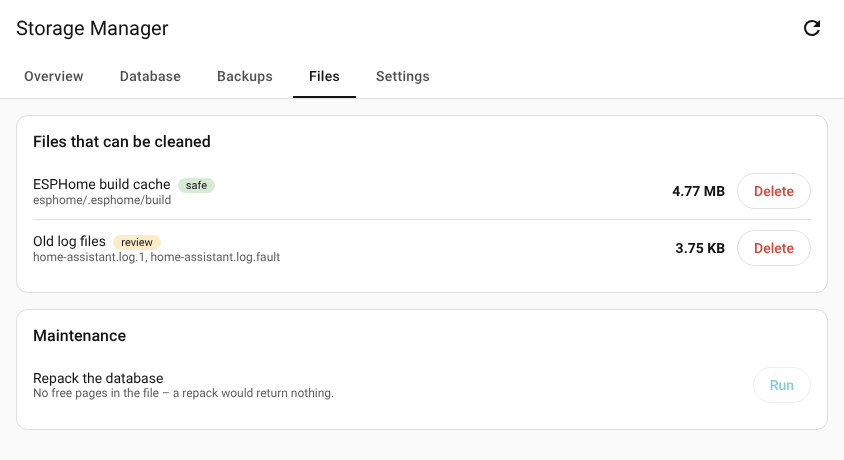 Storage Manager
Overview Database Backups Files Settings
Files that can be cleaned
ESPHome build cache safe
esphome/.esphome/build
4.77 MB Delete
Old log files review
home-assistant.log.1, home-assistant.log.fault
3.75 KB Delete
Maintenance
Repack the database
No free pages in the file – a repack would return nothing.
Run